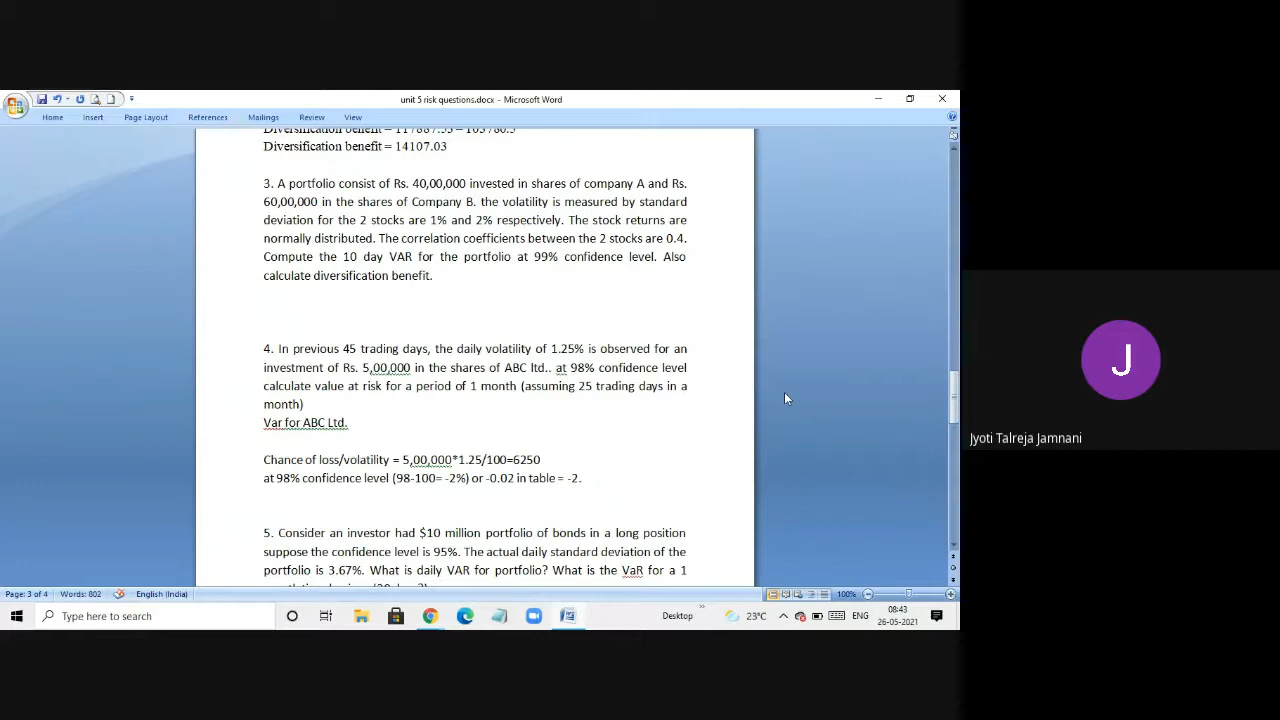 unit 5 risk questions.docx - Microsoft Word
Home Insert Page Layout References Mailings Review View
Diversification benefit = 117887.53 – 103780.5
Diversification benefit = 14107.03
3. A portfolio consist of Rs. 40,00,000 invested in shares of company A and Rs.
60,00,000 in the shares of Company B. the volatility is measured by standard
deviation for the 2 stocks are 1% and 2% respectively. The stock returns are
normally distributed. The correlation coefficients between the 2 stocks are 0.4.
Compute the 10 day VAR for the portfolio at 99% confidence level. Also
calculate diversification benefit.
4. In previous 45 trading days, the daily volatility of 1.25% is observed for an
investment of Rs. 5,00,000 in the shares of ABC ltd.. at 98% confidence level
calculate value at risk for a period of 1 month (assuming 25 trading days in a
month)
Var for ABC Ltd.
Chance of loss/volatility = 5,00,000*1.25/100=6250
at 98% confidence level (98-100= -2%) or -0.02 in table = -2.
5. Consider an investor had $10 million portfolio of bonds in a long position
suppose the confidence level is 95%. The actual daily standard deviation of the
portfolio is 3.67%. What is daily VAR for portfolio? What is the VaR for a 1
J
Jyoti Talreja Jamnani
Page: 3 of 4 Words: 802 English (India) 100%
Type here to search Desktop 23°C ENG 08:43
26-05-2021